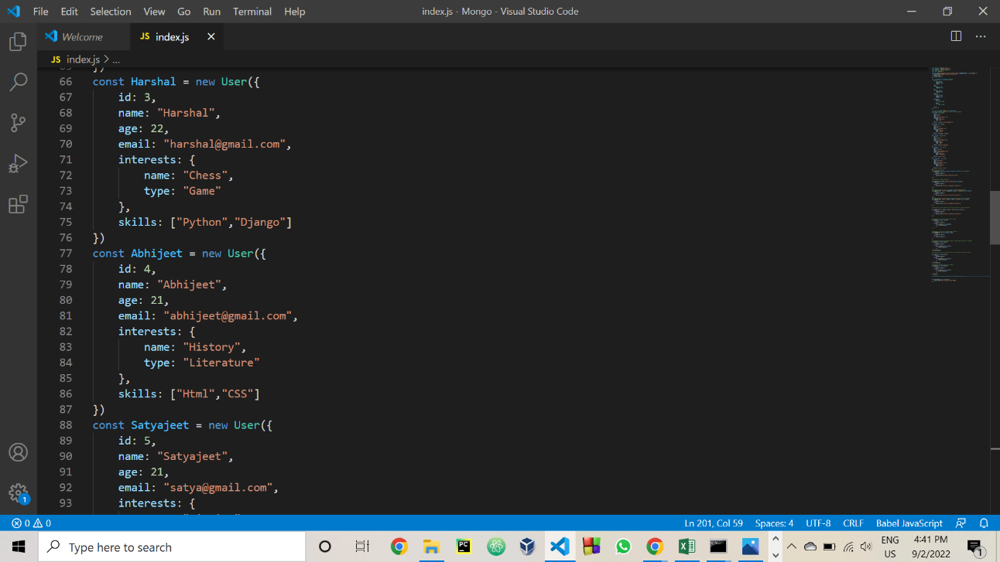 File Edit Selection View Go Run Terminal Help index.js - Mongo - Visual Studio Code
Welcome JS index.js
JS index.js > ...
65 })
66 const Harshal = new User({
67 id: 3,
68 name: "Harshal",
69 age: 22,
70 email: "harshal@gmail.com",
71 interests: {
72 name: "Chess",
73 type: "Game"
74 },
75 skills: ["Python","Django"]
76 })
77 const Abhijeet = new User({
78 id: 4,
79 name: "Abhijeet",
80 age: 21,
81 email: "abhijeet@gmail.com",
82 interests: {
83 name: "History",
84 type: "Literature"
85 },
86 skills: ["Html","CSS"]
87 })
88 const Satyajeet = new User({
89 id: 5,
90 name: "Satyajeet",
91 age: 21,
92 email: "satya@gmail.com",
93 interests: {
1
0 0 Ln 201, Col 59 Spaces: 4 UTF-8 CRLF Babel JavaScript
Type here to search
PC
ENG
US
4:41 PM
9/2/2022
1